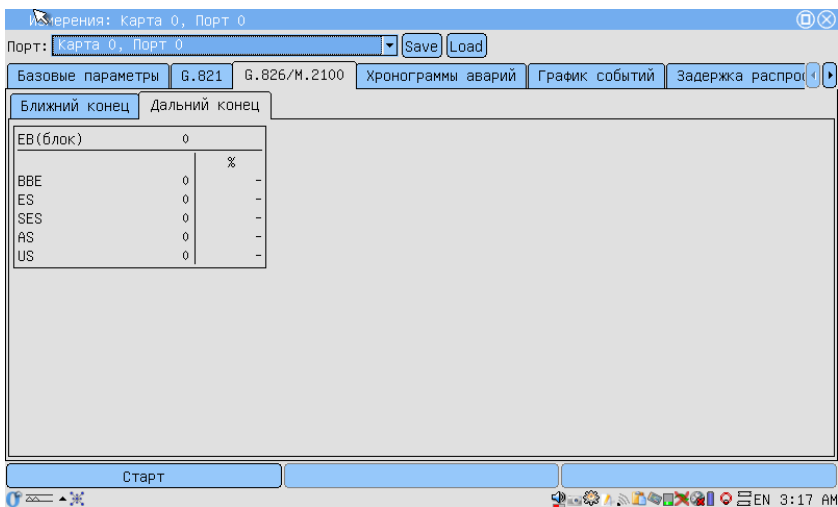 Измерения: Карта 0, Порт 0
Порт: Карта 0, Порт 0 Save Load
Базовые параметры G.821 G.826/M.2100 Хронограммы аварий График событий Задержка распро
Ближний конец Дальний конец
EB(блок) 0
%
BBE 0 -
ES 0 -
SES 0 -
AS 0 -
US 0 -
Старт
EN 3:17 AM